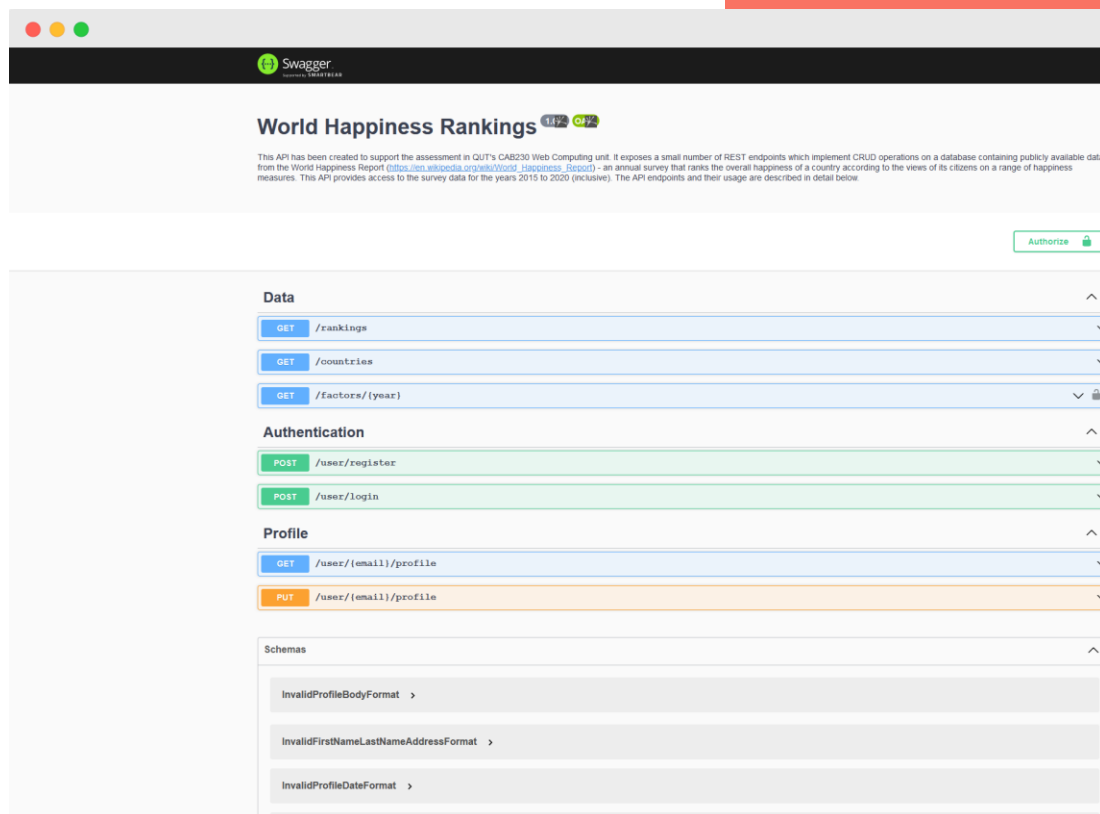 Swagger
Supported by SMARTBEAR
World Happiness Rankings
This API has been created to support the assessment in QUT's CAB230 Web Computing unit. It exposes a small number of REST endpoints which implement CRUD operations on a database containing publicly available data
from the World Happiness Report (https://en.wikipedia.org/wiki/World_Happiness_Report) - an annual survey that ranks the overall happiness of a country according to the views of its citizens on a range of happiness
measures. This API provides access to the survey data for the years 2015 to 2020 (inclusive). The API endpoints and their usage are described in detail below.
Authorize
Data
GET /rankings
GET /countries
GET /factors/{year}
Authentication
POST /user/register
POST /user/login
Profile
GET /user/{email}/profile
PUT /user/{email}/profile
Schemas
InvalidProfileBodyFormat
InvalidFirstNameLastNameAddressFormat
InvalidProfileDateFormat